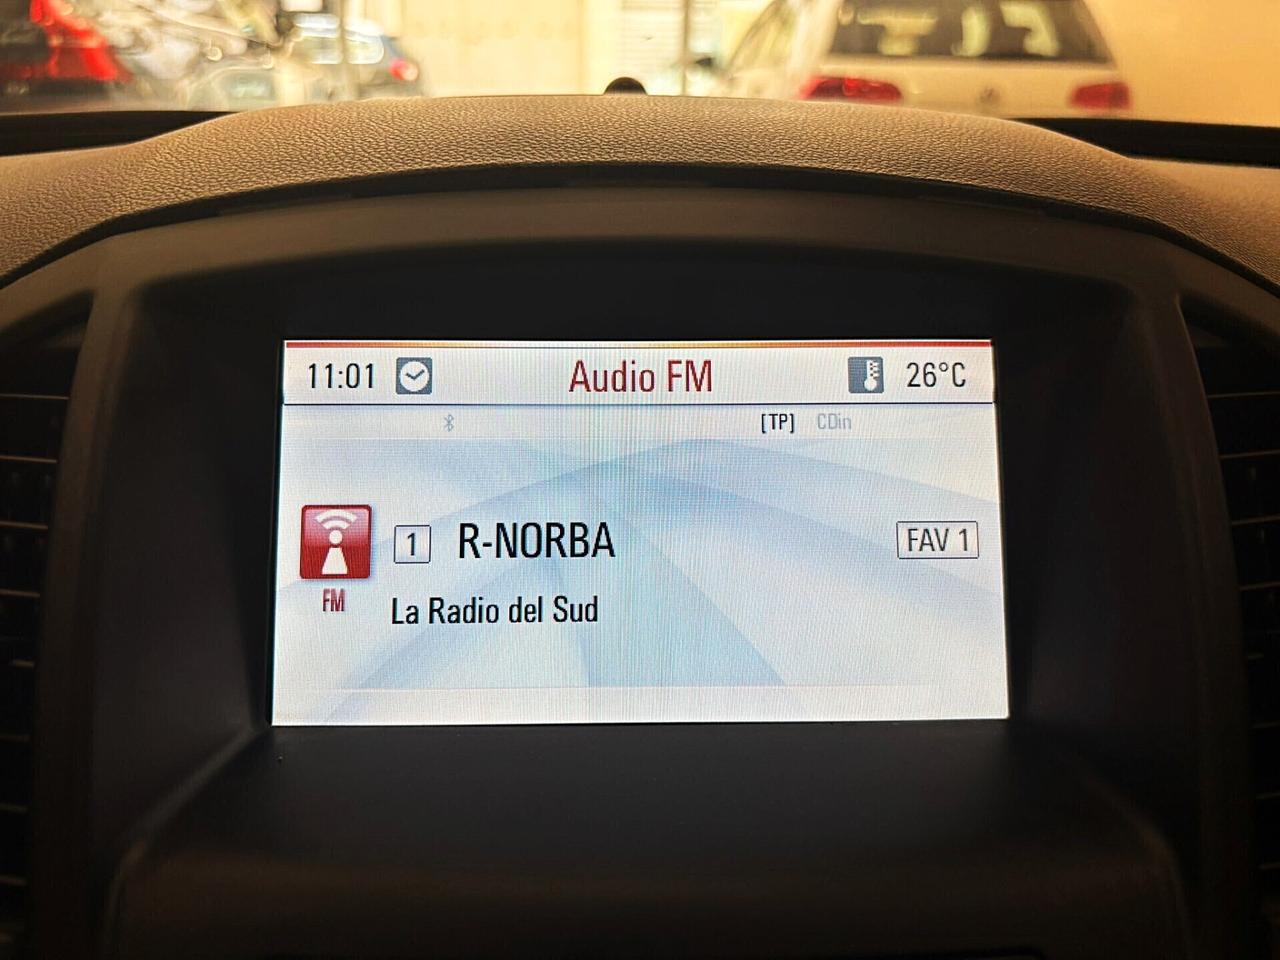 11:01 Audio FM 26°C
[TP] CDin
1 R-NORBA FAV 1
FM
La Radio del Sud